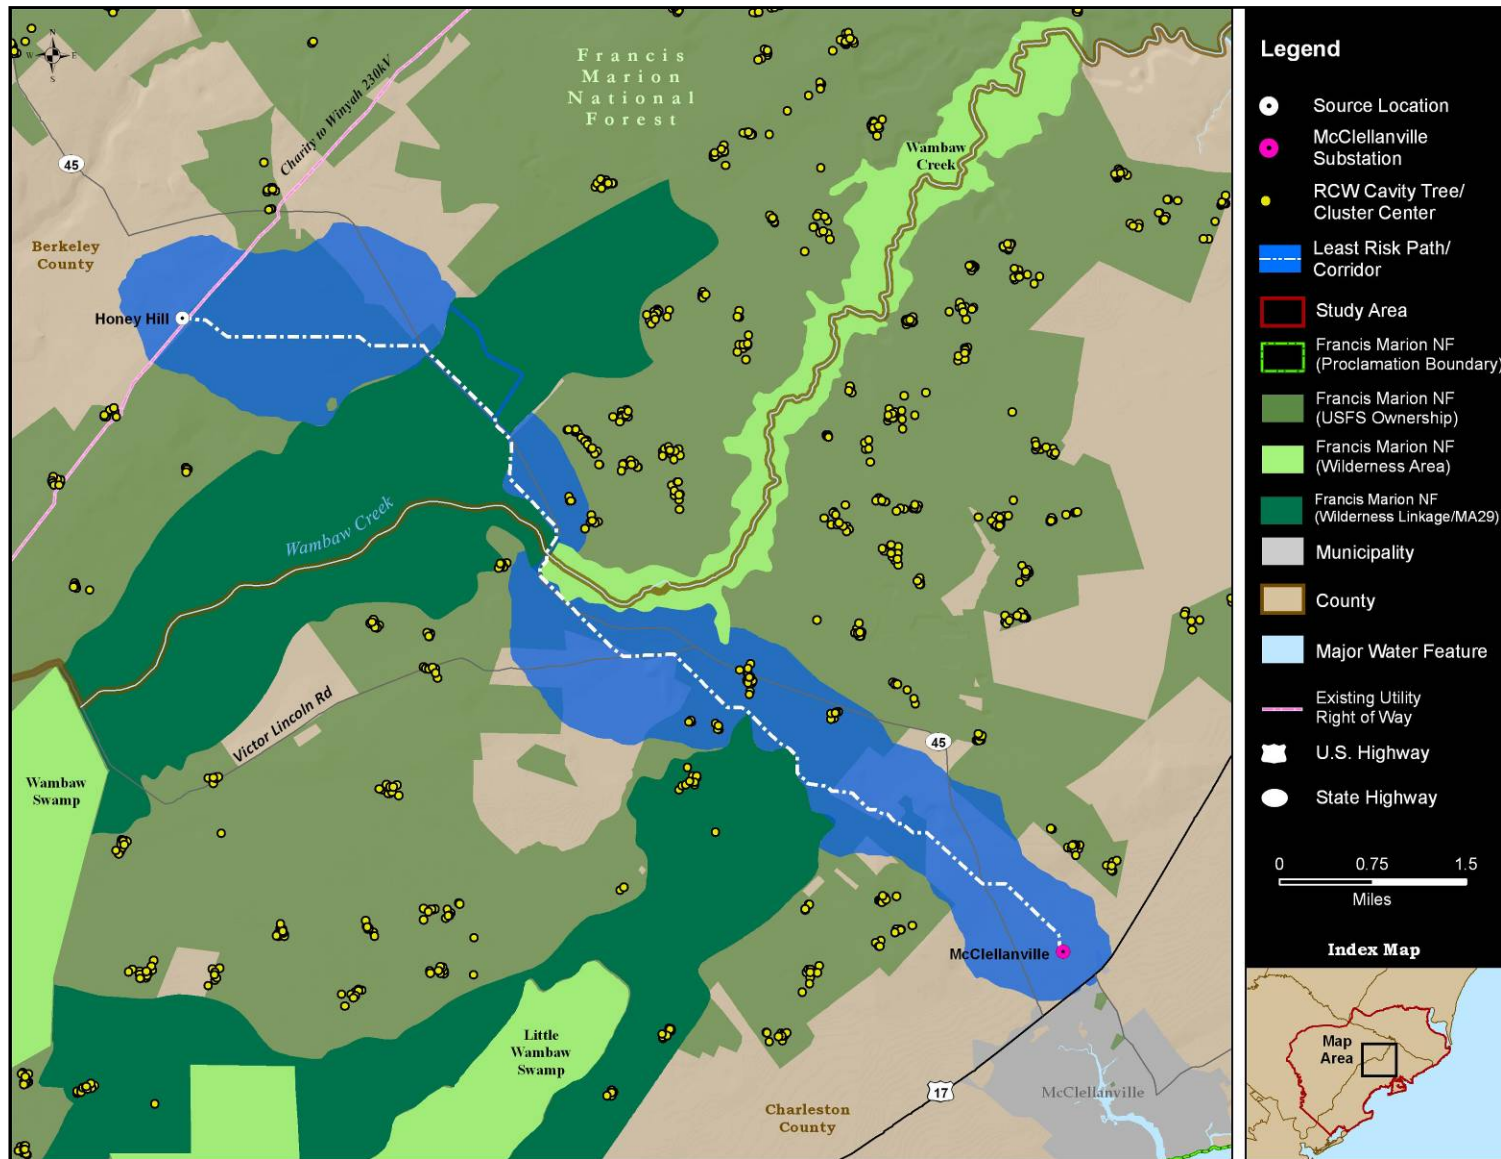 N
W E
S
Francis
Marion
National
Forest
Charity to Winyah 230kV
45
Berkeley
County
Honey Hill
Wambaw
Creek
Wambaw Creek
Victor Lincoln Rd
Wambaw
Swamp
45
McClellanville
Little
Wambaw
Swamp
Charleston
County
17
McClellanville
Legend
Source Location
McClellanville
Substation
RCW Cavity Tree/
Cluster Center
Least Risk Path/
Corridor
Study Area
Francis Marion NF
(Proclamation Boundary)
Francis Marion NF
(USFS Ownership)
Francis Marion NF
(Wilderness Area)
Francis Marion NF
(Wilderness Linkage/MA29)
Municipality
County
Major Water Feature
Existing Utility
Right of Way
U.S. Highway
State Highway
0 0.75 1.5
Miles
Index Map
Map
Area